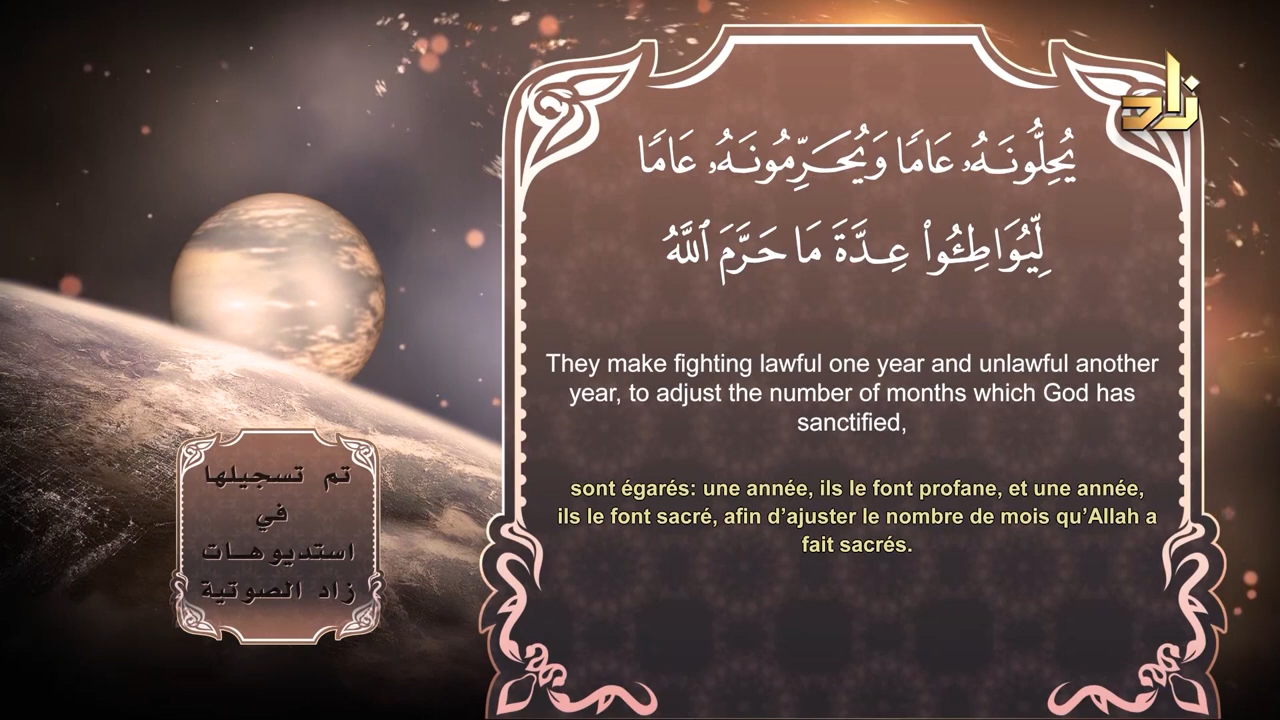 زاد
يُحِلُّونَهُۥ عَامًا وَيُحَرِّمُونَهُۥ عَامًا
لِّيُوَاطِـُٔوا۟ عِدَّةَ مَا حَرَّمَ ٱللَّهُ
They make fighting lawful one year and unlawful another
year, to adjust the number of months which God has
sanctified,
sont égarés: une année, ils le font profane, et une année,
ils le font sacré, afin d’ajuster le nombre de mois qu’Allah a
fait sacrés.
تم تسجيلها
في
استديوهات
زاد الصوتية